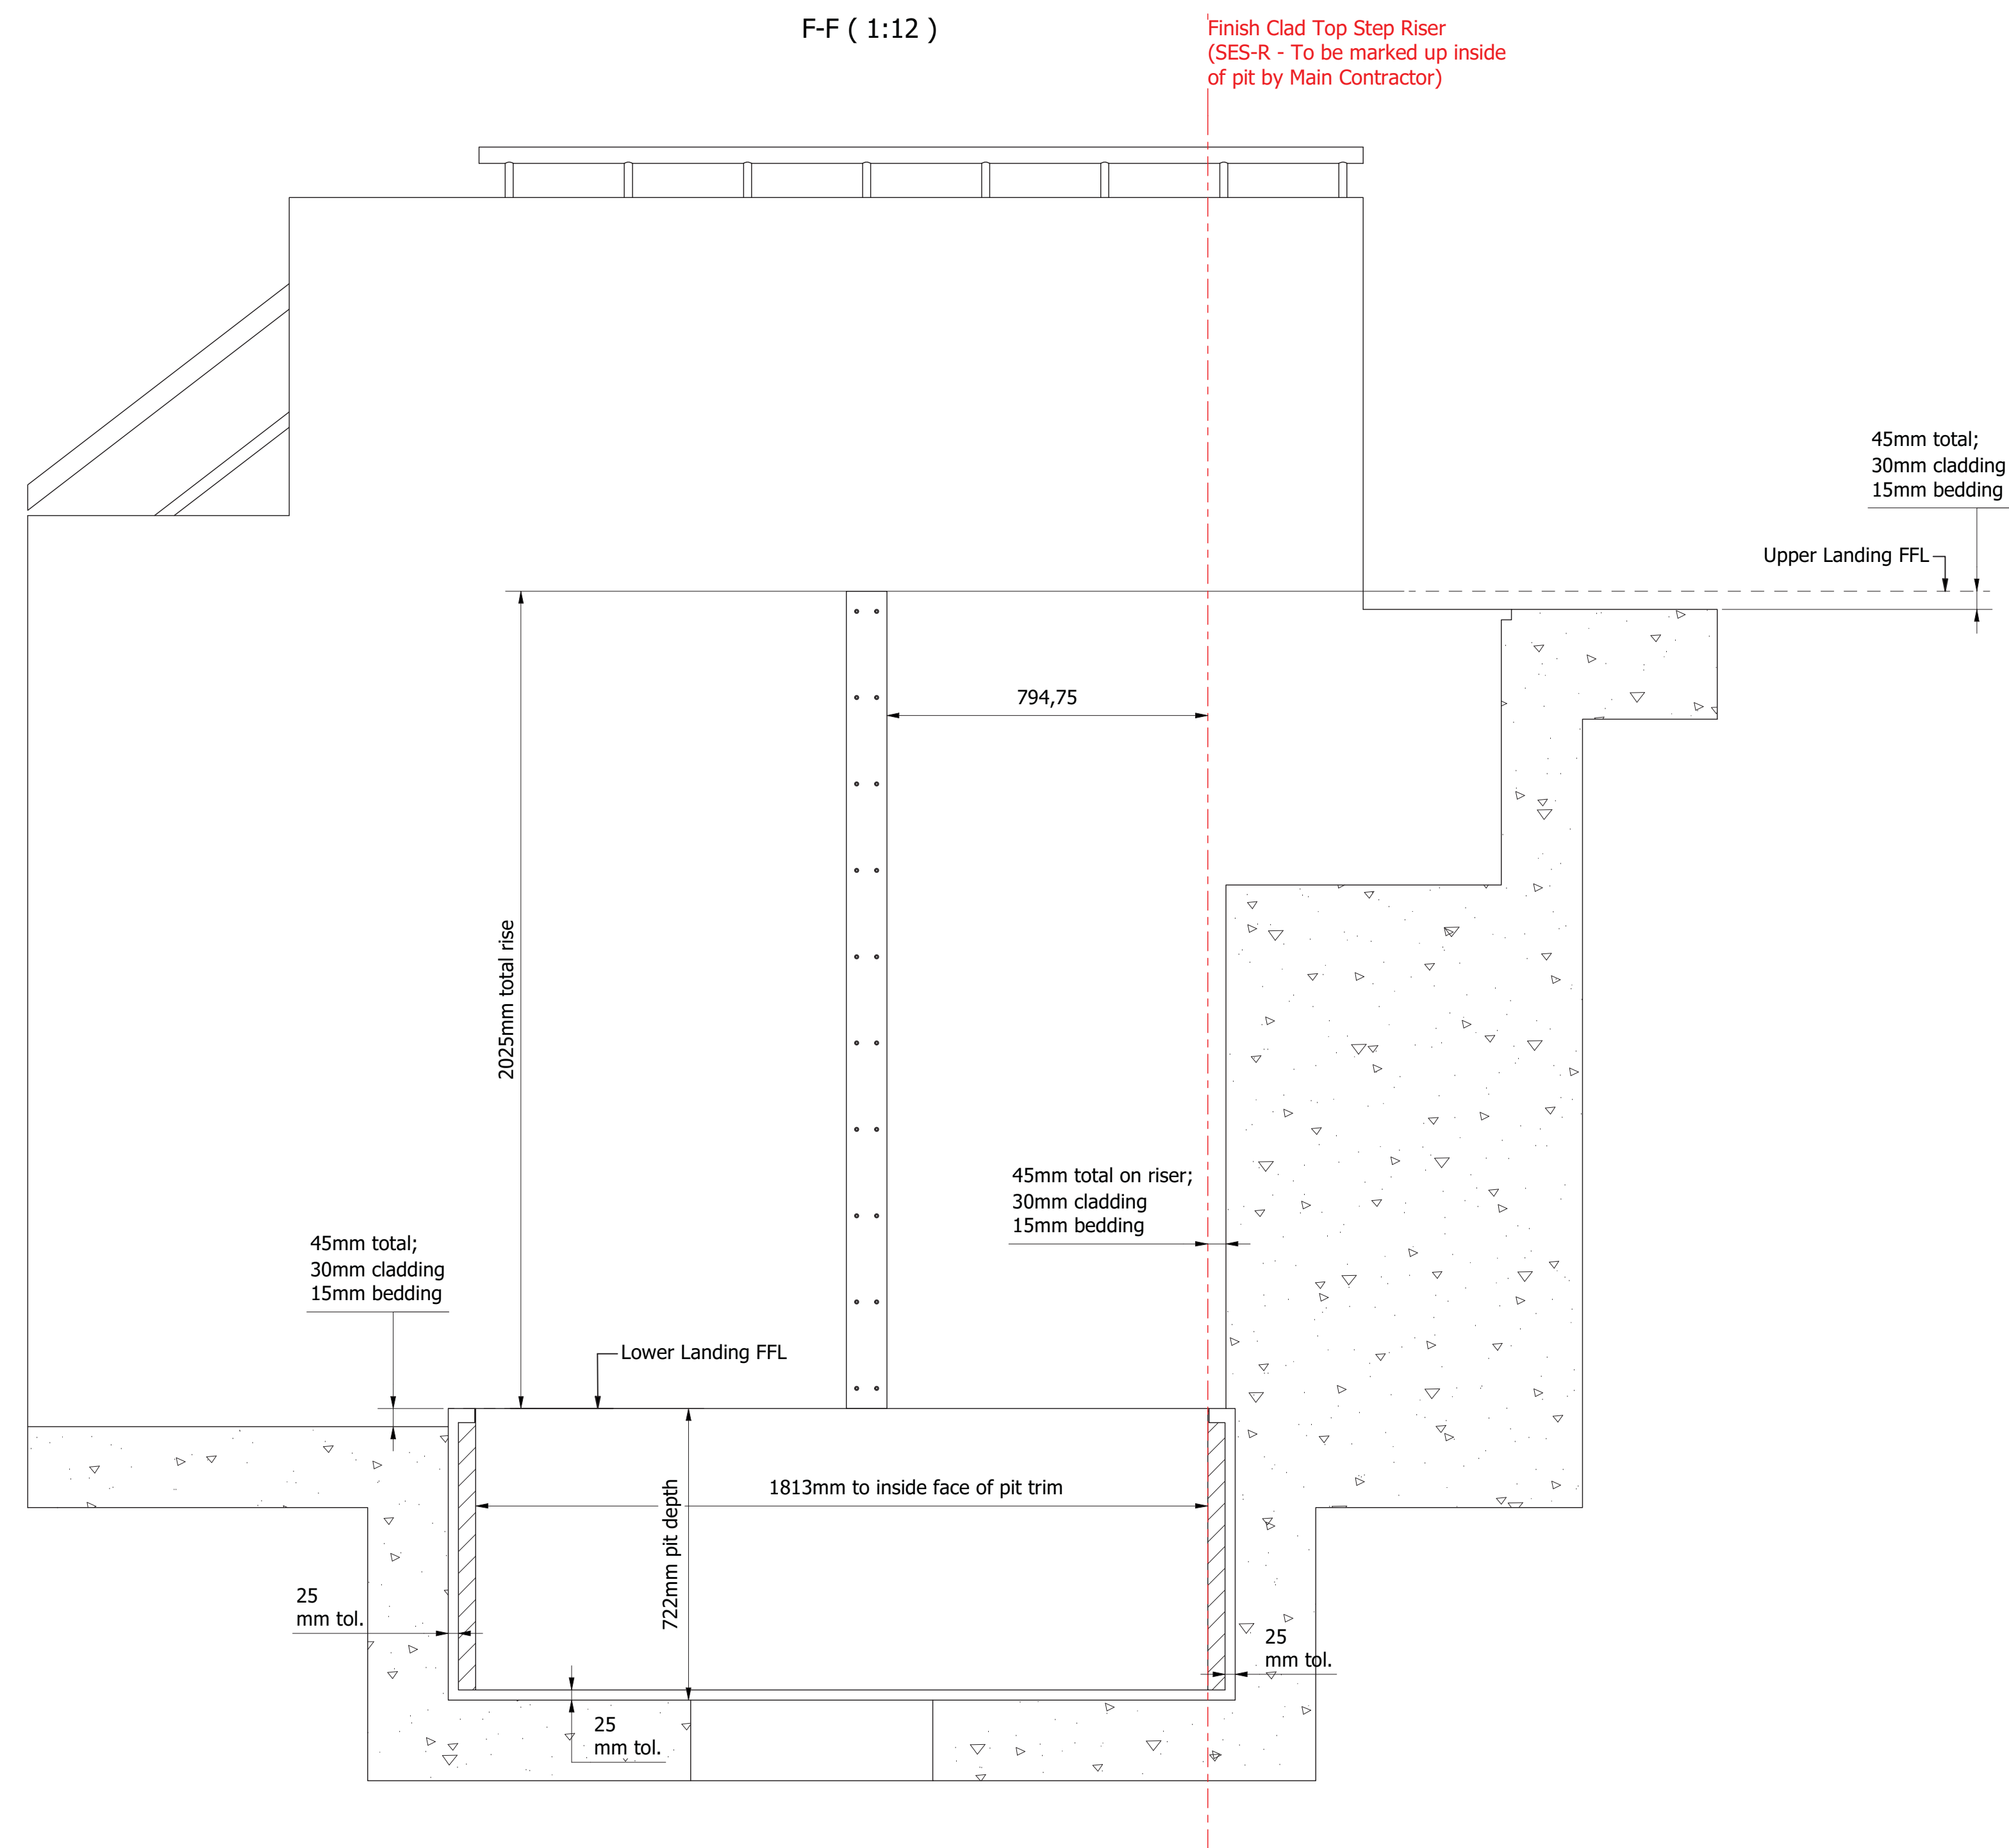 F-F ( 1:12 )
Finish Clad Top Step Riser
(SES-R - To be marked up inside
of pit by Main Contractor)
45mm total;
30mm cladding
15mm bedding
Upper Landing FFL
794,75
2025mm total rise
45mm total on riser;
30mm cladding
15mm bedding
45mm total;
30mm cladding
15mm bedding
Lower Landing FFL
1813mm to inside face of pit trim
722mm pit depth
25
mm tol.
25
mm tol.
25
mm tol.